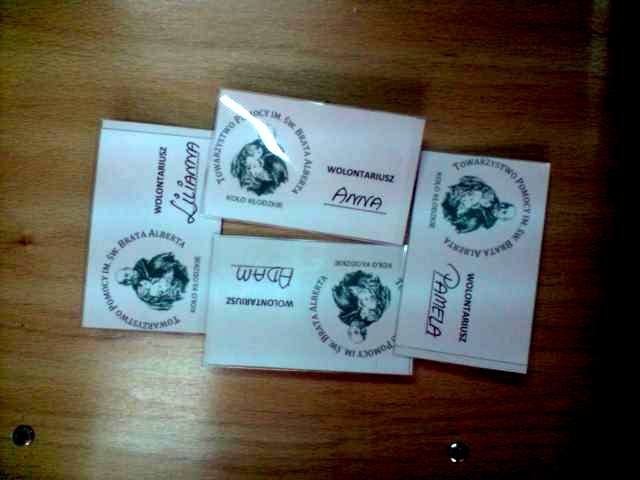 TOWARZYSTWO POMOCY IM. ŚW. BRATA ALBERTA
KOŁO KŁODZKIE
WOLONTARIUSZ
LILIANNA
TOWARZYSTWO POMOCY IM. ŚW. BRATA ALBERTA
KOŁO KŁODZKIE
WOLONTARIUSZ
ANNA
POMOCY IM. ŚW. BRATA ALBERTA
KOŁO KŁODZKIE
WOLONTARIUSZ
ADAM
TOWARZYSTWO POMOCY IM. ŚW. BRATA ALBERTA
KOŁO KŁODZKIE
WOLONTARIUSZ
PAMELA